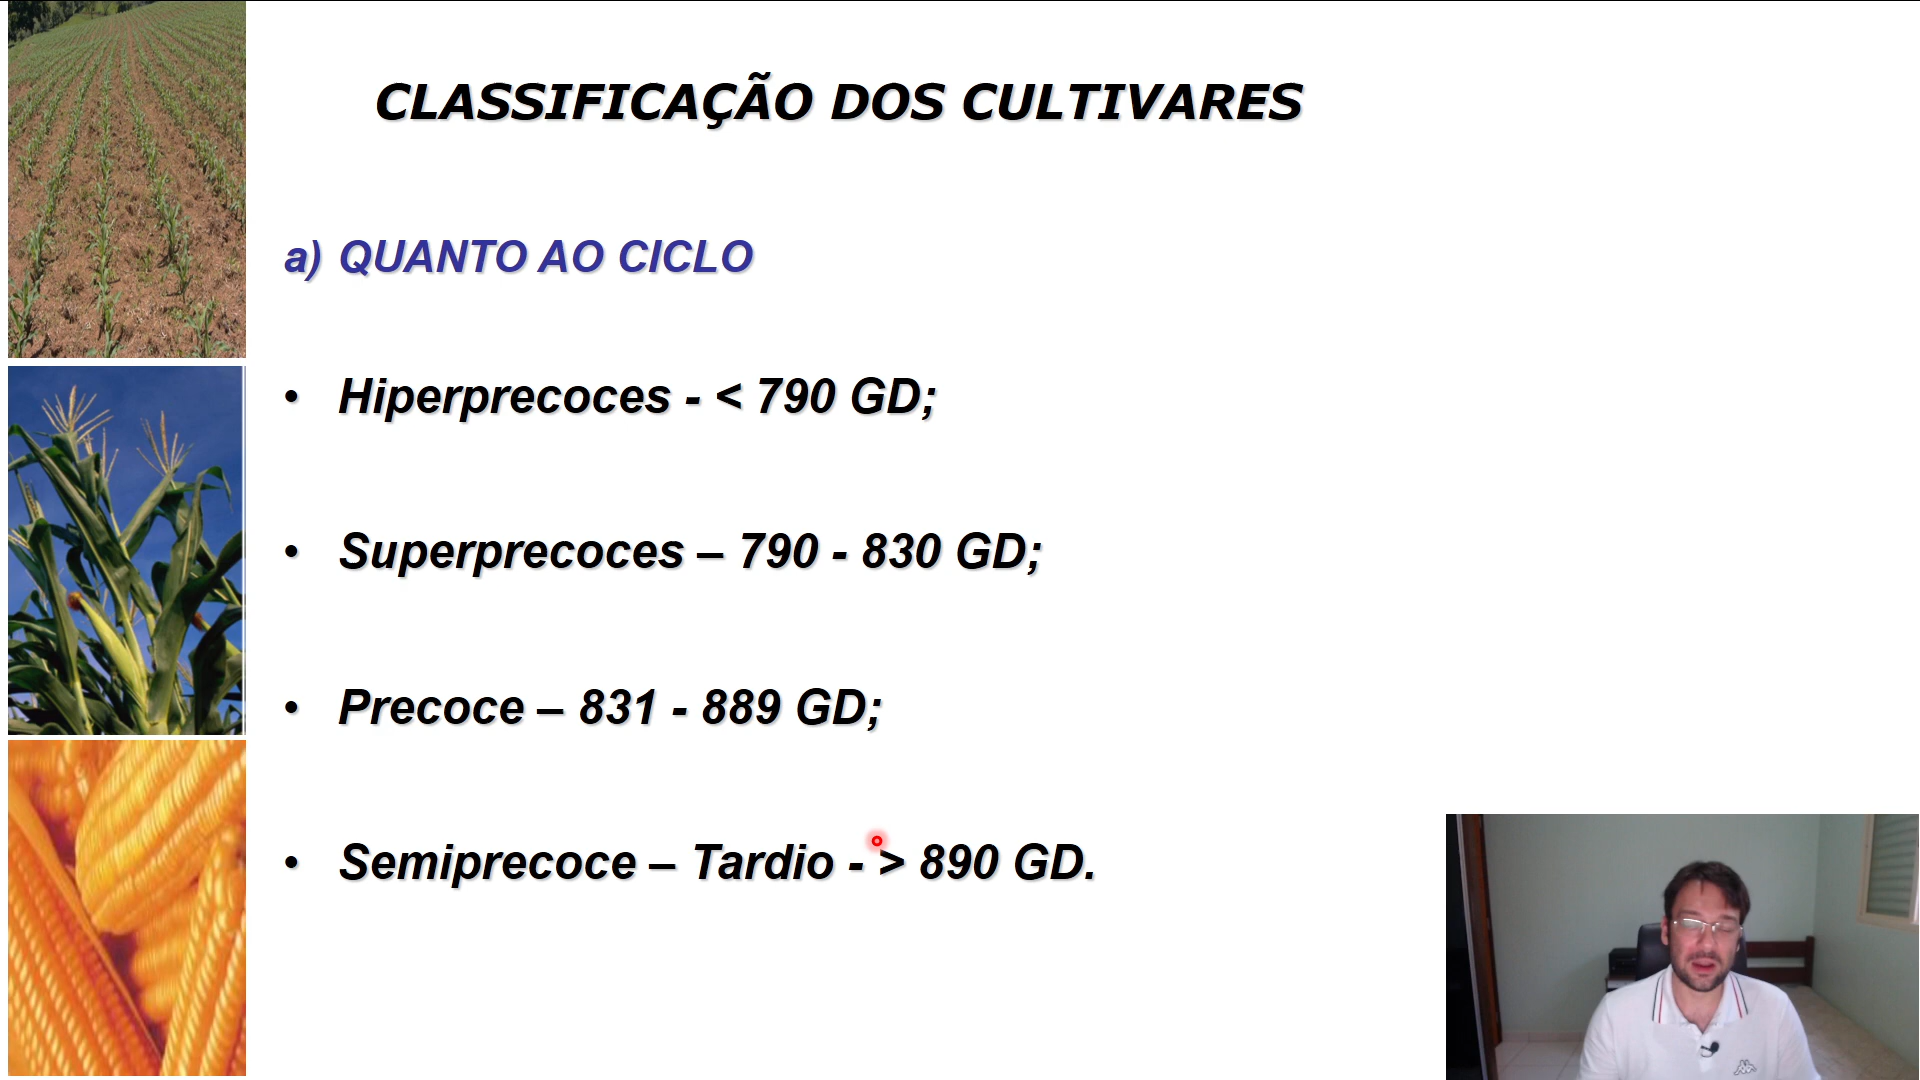 CLASSIFICAÇÃO DOS CULTIVARES
a) QUANTO AO CICLO
• Hiperprecoces - < 790 GD;
• Superprecoces – 790 - 830 GD;
• Precoce – 831 - 889 GD;
• Semiprecoce – Tardio - > 890 GD.